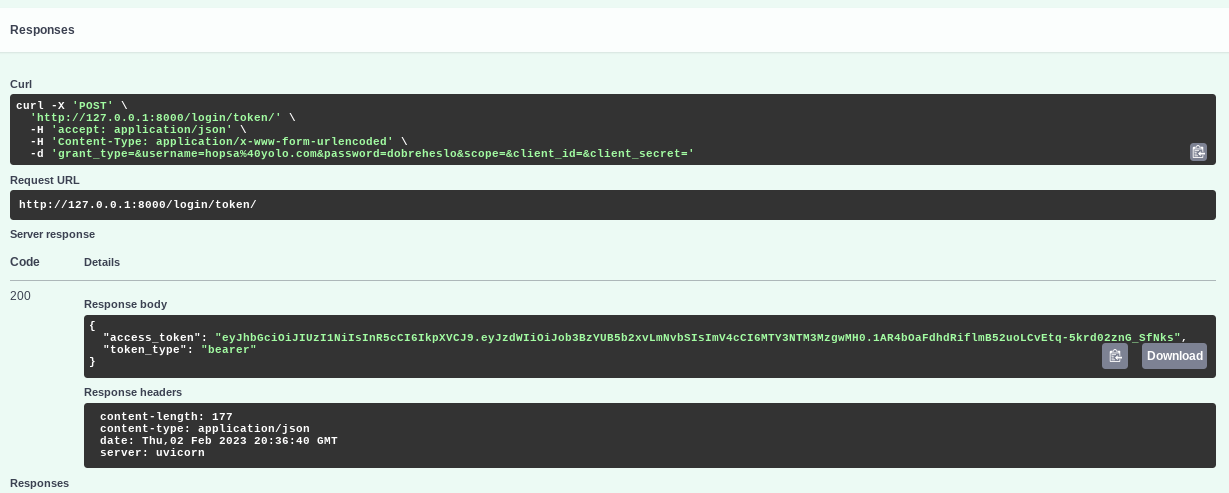 Responses
Curl
curl -X 'POST' \
'http://127.0.0.1:8000/login/token/' \
-H 'accept: application/json' \
-H 'Content-Type: application/x-www-form-urlencoded' \
-d 'grant_type=&username=hopsa%40yolo.com&password=dobreheslo&scope=&client_id=&client_secret='
Request URL
http://127.0.0.1:8000/login/token/
Server response
Code Details
200
Response body
{
"access_token": "eyJhbGciOiJIUzI1NiIsInR5cCI6IkpXVCJ9.eyJzdWIiOiJob3BzYUB5b2xvLmNvbSIsImV4cCI6MTY3NTM3MzgwMH0.1AR4bOaFdhdRiflmB52uoLCvEtq-5krd02znG_SfNks",
"token_type": "bearer"
}
Download
Response headers
content-length: 177
content-type: application/json
date: Thu,02 Feb 2023 20:36:40 GMT
server: uvicorn
Responses